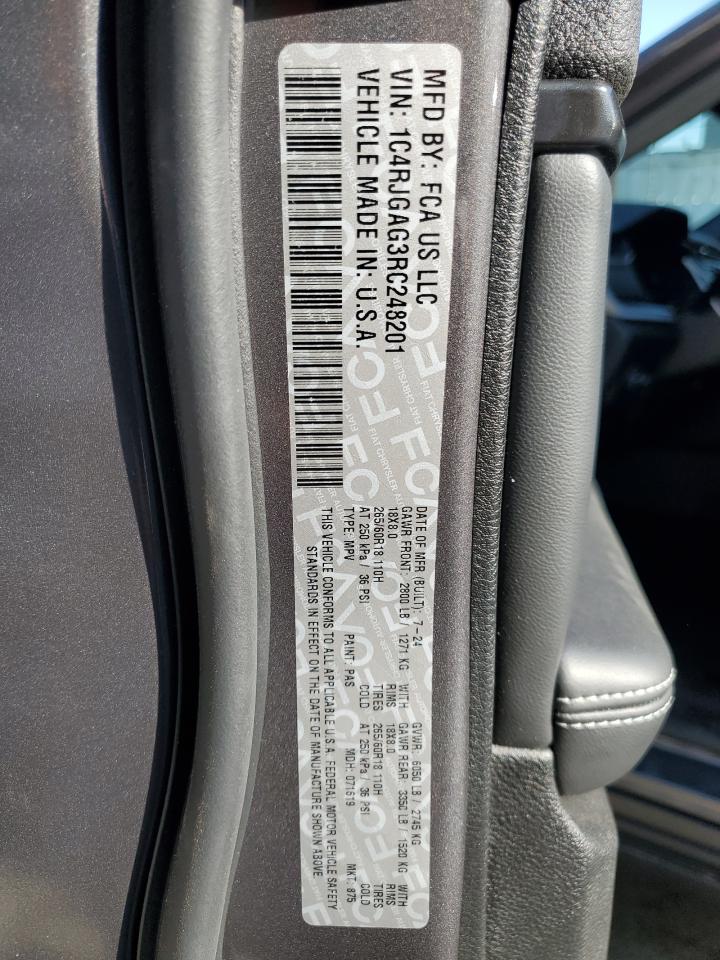 MFD BY: FCA US LLC
VIN: 1C4RJGAG3RC248201
VEHICLE MADE IN: U.S.A.
DATE OF MFR (BUILT): 7-24 GVWR: 6050 LB / 2745 KG
GAWR FRONT: 2800 LB / 1271 KG WITH GAWR REAR: 3350 LB / 1520 KG WITH
18X8.0 RIMS 18X8.0 RIMS
265/60R18 110H TIRES 265/60R18 110H TIRES
AT 250 kPa / 36 PSI COLD AT 250 kPa / 36 PSI COLD
TYPE: MPV PAINT: PAS MDH: 071619 MKT: 875
THIS VEHICLE CONFORMS TO ALL APPLICABLE U.S.A. FEDERAL MOTOR VEHICLE SAFETY
STANDARDS IN EFFECT ON THE DATE OF MANUFACTURE SHOWN ABOVE.